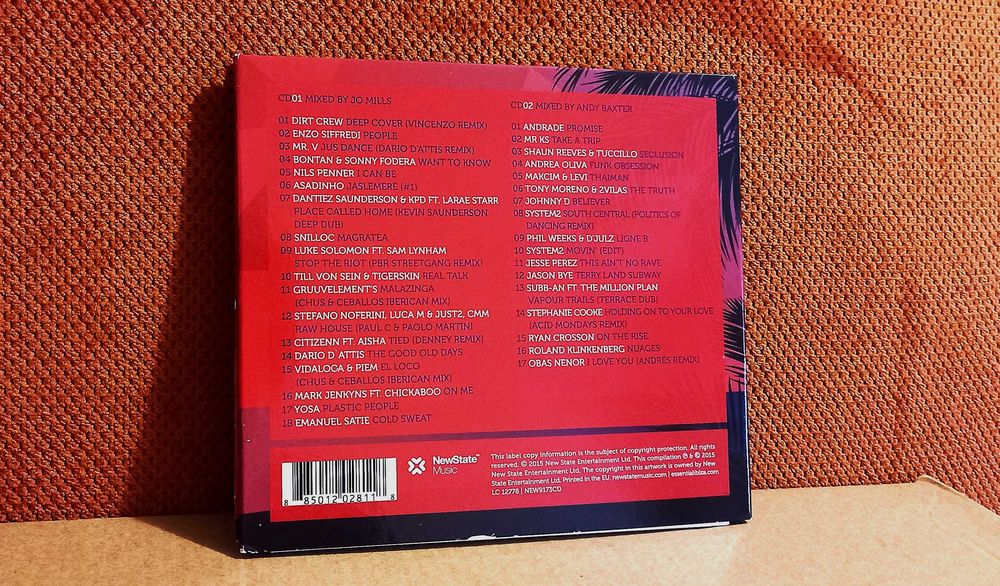 CD01 MIXED BY JO MILLS
01 DIRT CREW DEEP COVER (VINCENZO REMIX)
02 ENZO SIFFREDI PEOPLE
03 MR. V JUS DANCE (DARIO D'ATTIS REMIX)
04 BONTAN & SONNY FODERA WANT TO KNOW
05 NILS PENNER I CAN BE
06 ASADINHO JASLEMERÉ (#1)
07 DANTIEZ SAUNDERSON & KPD FT. LARAE STARR
PLACE CALLED HOME (KEVIN SAUNDERSON
DEEP DUB)
08 SNILLOC MAGRATEA
09 LUKE SOLOMON FT. SAM LYNHAM
STOP THE RIOT (PBR STREETGANG REMIX)
10 TILL VON SEIN & TIGERSKIN REAL TALK
11 GRUUVELEMENT'S MALAZINGA
(CHUS & CEBALLOS IBERICAN MIX)
12 STEFANO NOFERINI, LUCA M & JUST2, CMM
RAW HOUSE (PAUL C & PAOLO MARTINI
13 CITIZENN FT. AISHA TIED (DENNEY REMIX)
14 DARIO D´ATTIS THE GOOD OLD DAYS
15 VIDALOGA & PIEM EL LOCO
(CHUS & CEBALLOS IBERICAN MIX)
16 MARK JENKYNS FT. CHICKABOO ON ME
17 YOSA PLASTIC PEOPLE
18 EMANUEL SATIE COLD SWEAT
CD02 MIXED BY ANDY BAXTER
01 ANDRADE PROMISE
02 MR KS TAKE A TRIP
03 SHAUN REEVES & TUCCILLO SECLUSION
04 ANDREA OLIVA FUNK OBSESSION
05 MAKCIM & LEVI THAIMAN
06 TONY MORENO & 2VILAS THE TRUTH
07 JOHNNY D BELIEVER
08 SYSTEM2 SOUTH CENTRAL (POLITICS OF
DANCING REMIX)
09 PHIL WEEKS & D'JULZ LIGNE B
10 SYSTEM2 MOVIN' (EDIT)
11 JESSE PEREZ THIS AIN'T NO RAVE
12 JASON BYE TERRY LAND SUBWAY
13 SUBB-AN FT. THE MILLION PLAN
VAPOUR TRAILS (TERRACE DUB)
14 STEPHANIE COOKE HOLDING ON TO YOUR LOVE
(ACID MONDAYS REMIX)
15 RYAN CROSSON ON THE RISE
16 ROLAND KLINKENBERG NUAGES
17 OBAS NENOR I LOVE YOU (ANDRÉS REMIX)
8 85012 02811 8
NewState™
Music
This label copy information is the subject of copyright protection. All rights
reserved. © 2015 New State Entertainment Ltd. This compilation ℗ & © 2015
New State Entertainment Ltd. The copyright in this artwork is owned by New
State Entertainment Ltd. Printed in the EU. newstatemusic.com | essentialibiza.com
LC 12778 | NEW9173CD